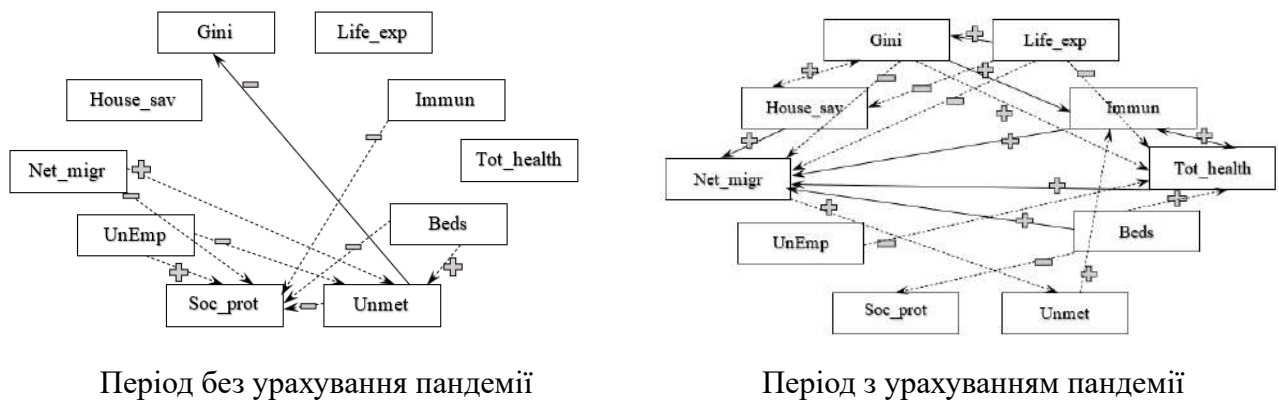 Gini
Life_exp
House_sav
Immun
Net_migr
Tot_health
UnEmp
Beds
Soc_prot
Unmet
Період без урахування пандемії
Gini
Life_exp
House_sav
Immun
Net_migr
Tot_health
UnEmp
Beds
Soc_prot
Unmet
Період з урахуванням пандемії